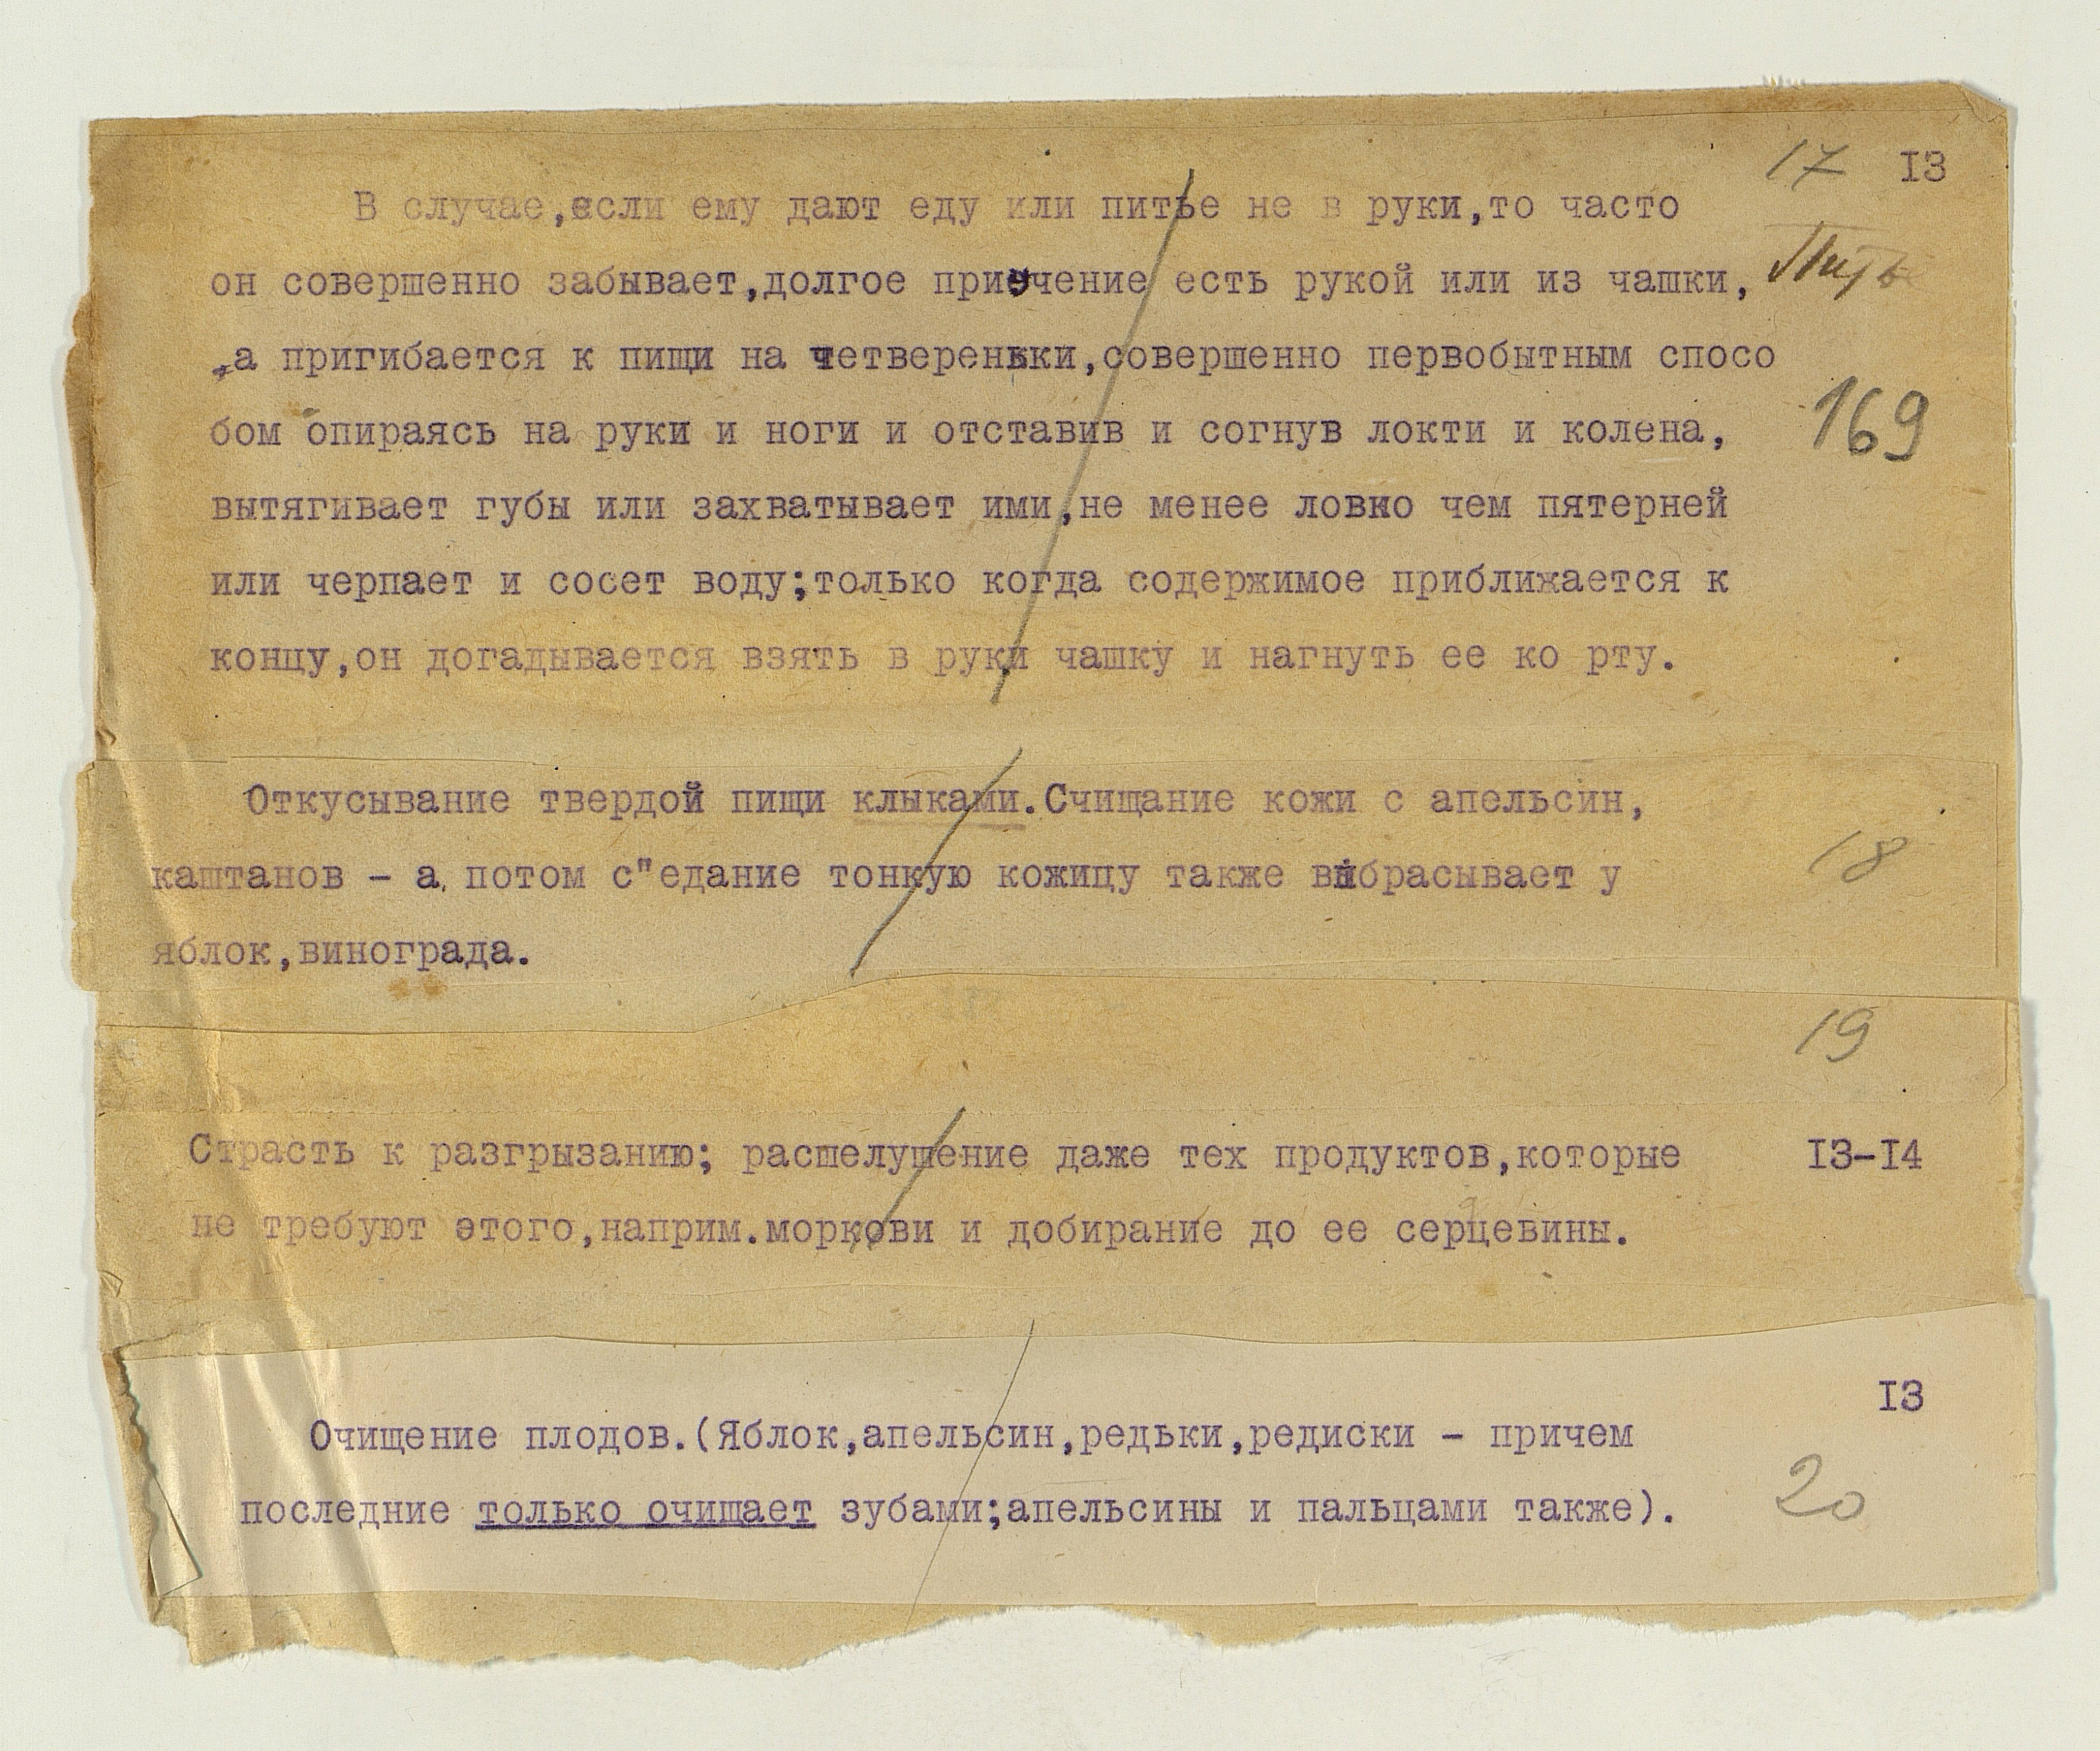 17 13
В случае,если ему дают еду или питье не в руки,то часто
он совершенно забывает,долгое приучение есть рукой или из чашки,
Пить
,а пригибается к пищи на четвереньки,совершенно первобытным спосо
бом опираясь на руки и ноги и отставив и согнув локти и колена,
169
вытягивает губы или захватывает ими,не менее ловко чем пятерней
или черпает и сосет воду;только когда содержимое приближается к
концу,он догадывается взять в руки чашку и нагнуть ее ко рту.
Откусывание твердой пищи клыками.Счищание кожи с апельсин,
каштанов – а, потом с"едание тонкую кожицу также выбрасывает у
18
яблок,винограда.
19
Страсть к разгрызанию; расшелушение даже тех продуктов,которые
13-14
не требуют этого,наприм.моркови и добирание до ее серцевины.
13
Очищение плодов.(Яблок,апельсин,редьки,редиски – причем
последние только очищает зубами;апельсины и пальцами также).
20